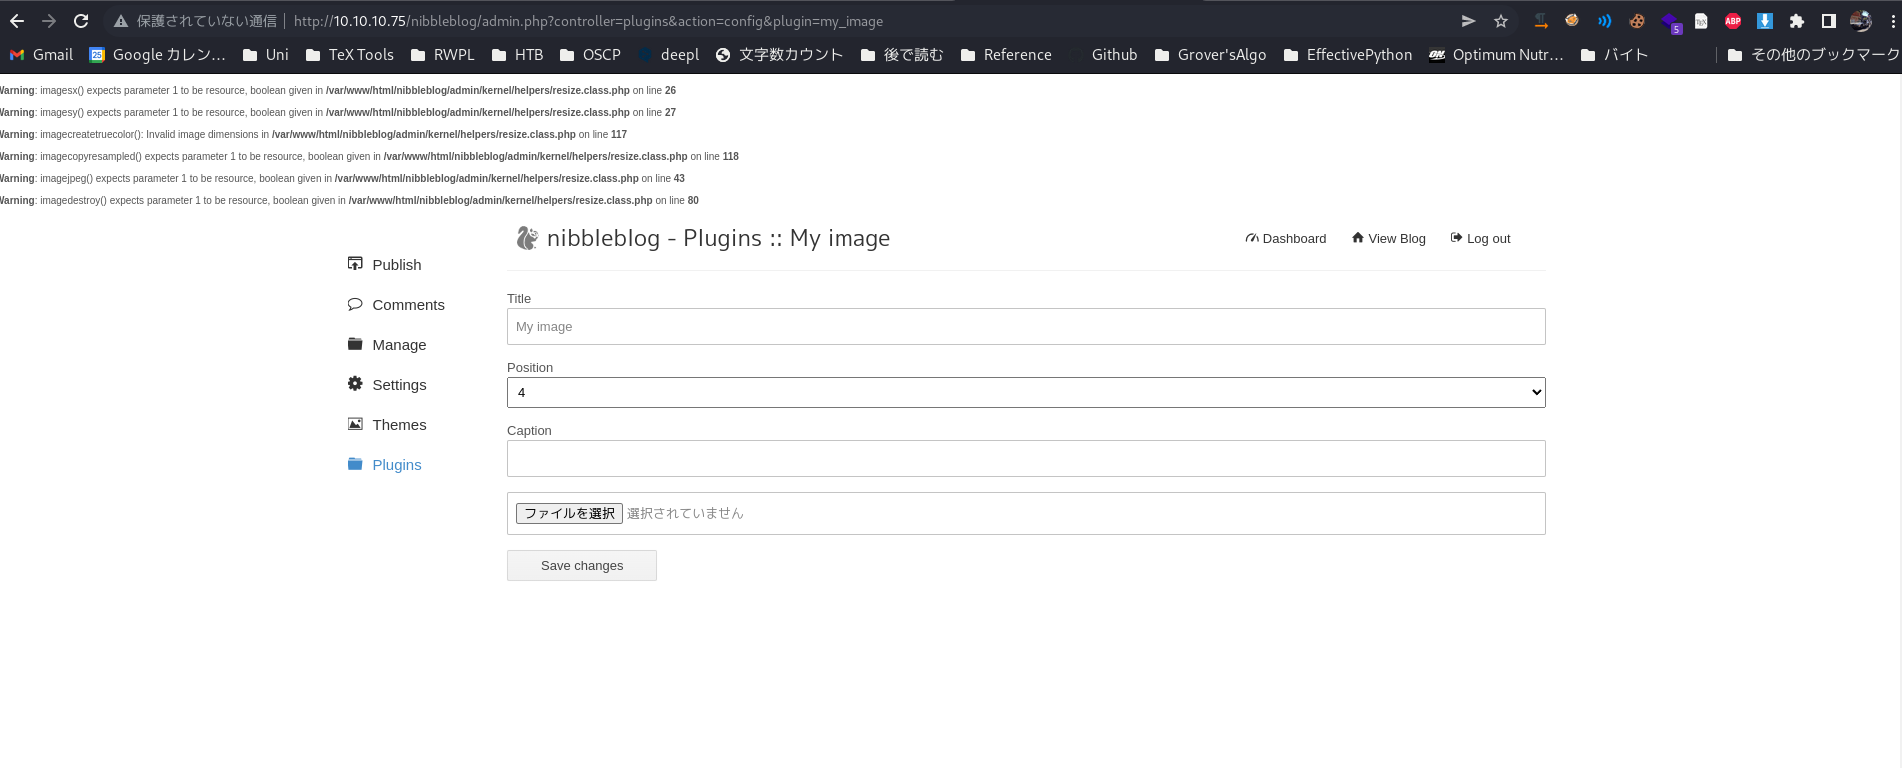 保護されていない通信 | http://10.10.10.75/nibbleblog/admin.php?controller=plugins&action=config&plugin=my_image
5
ABP
Gmail 25 Google カレン… Uni TeX Tools RWPL HTB OSCP deepl 文字数カウント 後で読む Reference Github Grover'sAlgo EffectivePython ON. Optimum Nutr… バイト その他のブックマーク
Warning: imagesx() expects parameter 1 to be resource, boolean given in /var/www/html/nibbleblog/admin/kernel/helpers/resize.class.php on line 26
Warning: imagesy() expects parameter 1 to be resource, boolean given in /var/www/html/nibbleblog/admin/kernel/helpers/resize.class.php on line 27
Warning: imagecreatetruecolor(): Invalid image dimensions in /var/www/html/nibbleblog/admin/kernel/helpers/resize.class.php on line 117
Warning: imagecopyresampled() expects parameter 1 to be resource, boolean given in /var/www/html/nibbleblog/admin/kernel/helpers/resize.class.php on line 118
Warning: imagejpeg() expects parameter 1 to be resource, boolean given in /var/www/html/nibbleblog/admin/kernel/helpers/resize.class.php on line 43
Warning: imagedestroy() expects parameter 1 to be resource, boolean given in /var/www/html/nibbleblog/admin/kernel/helpers/resize.class.php on line 80
nibbleblog - Plugins :: My image
Dashboard View Blog Log out
Publish
Comments
Manage
Settings
Themes
Plugins
Title
My image
Position
4
Caption
ファイルを選択 選択されていません
Save changes